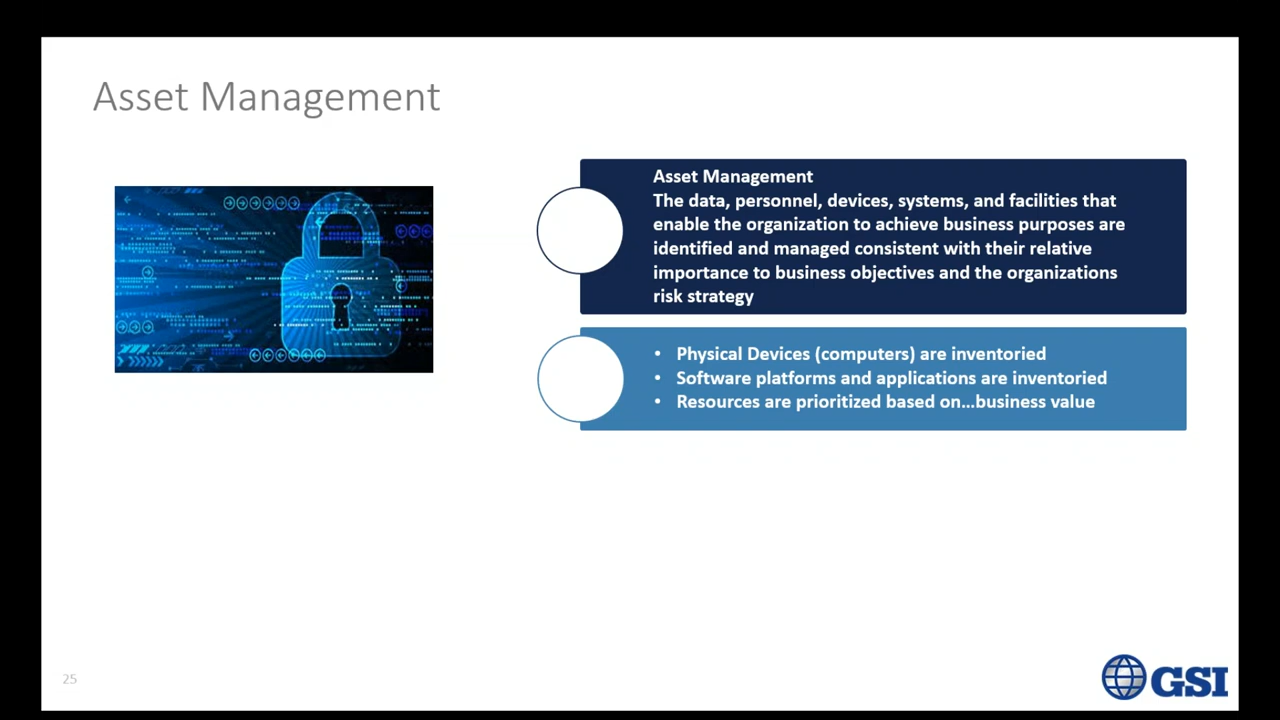 Asset Management
Asset Management
The data, personnel, devices, systems, and facilities that
enable the organization to achieve business purposes are
identified and managed consistent with their relative
importance to business objectives and the organizations
risk strategy
• Physical Devices (computers) are inventoried
• Software platforms and applications are inventoried
• Resources are prioritized based on...business value
25
GSI